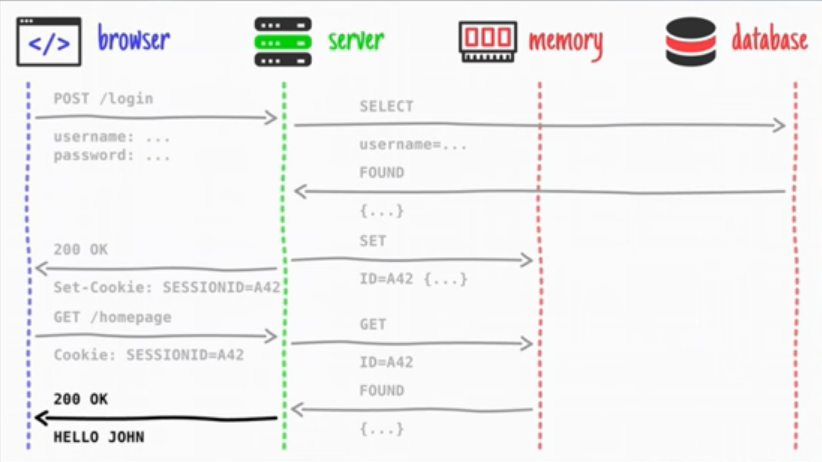 </> browser
server
memory
database
POST /login
username: ...
password: ...
SELECT
username=...
FOUND
{...}
200 OK
Set-Cookie: SESSIONID=A42
SET
ID=A42 {...}
GET /homepage
Cookie: SESSIONID=A42
GET
ID=A42
FOUND
{...}
200 OK
HELLO JOHN